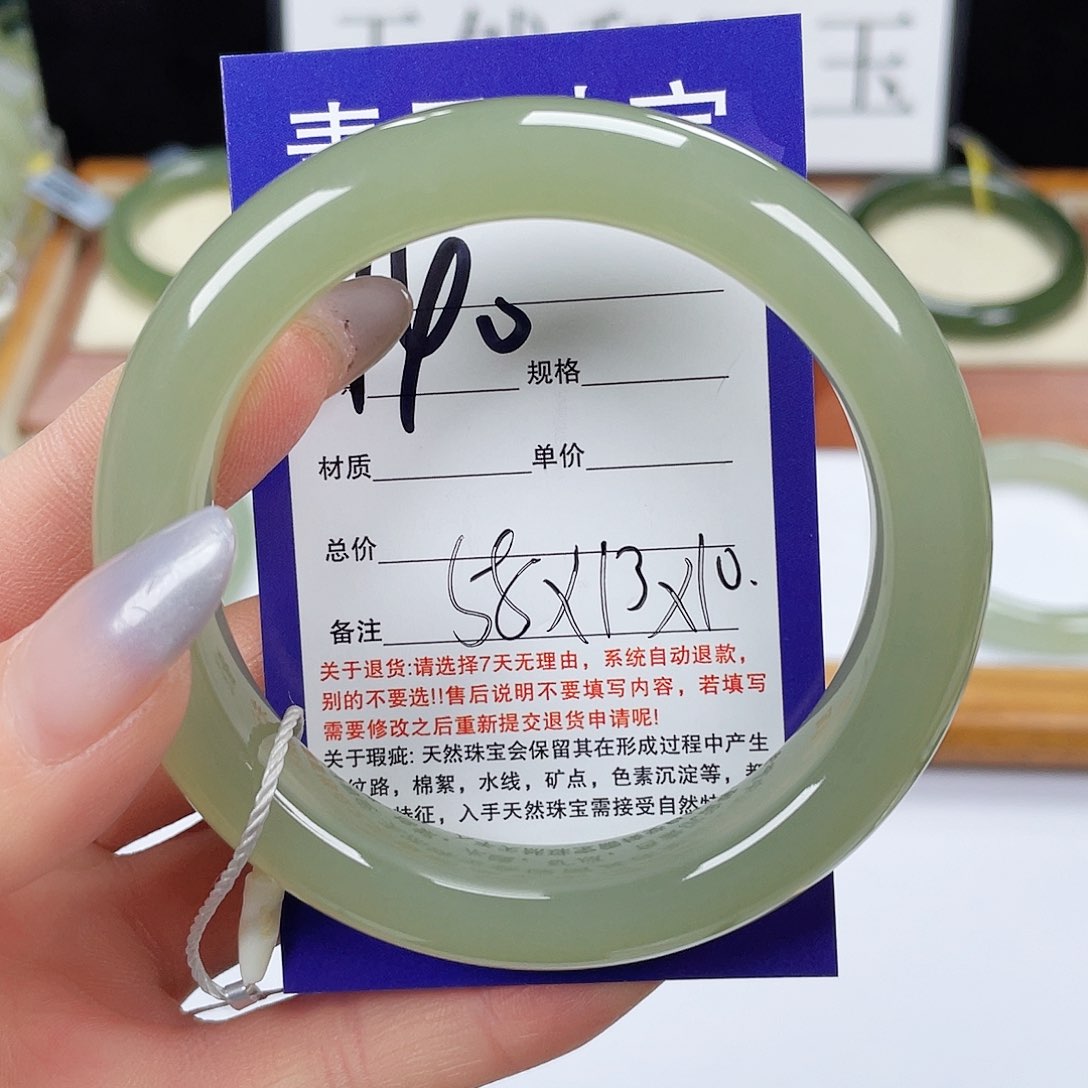 玉
规格
材质 单价
总价
58X13X10.
备注
关于退货:请选择7天无理由，系统自动退款，
别的不要选!!售后说明不要填写内容，若填写
需要修改之后重新提交退货申请呢!
关于瑕疵: 天然珠宝会保留其在形成过程中产生
纹路，棉絮，水线，矿点，色素沉淀等，
特征，入手天然珠宝需接受自然